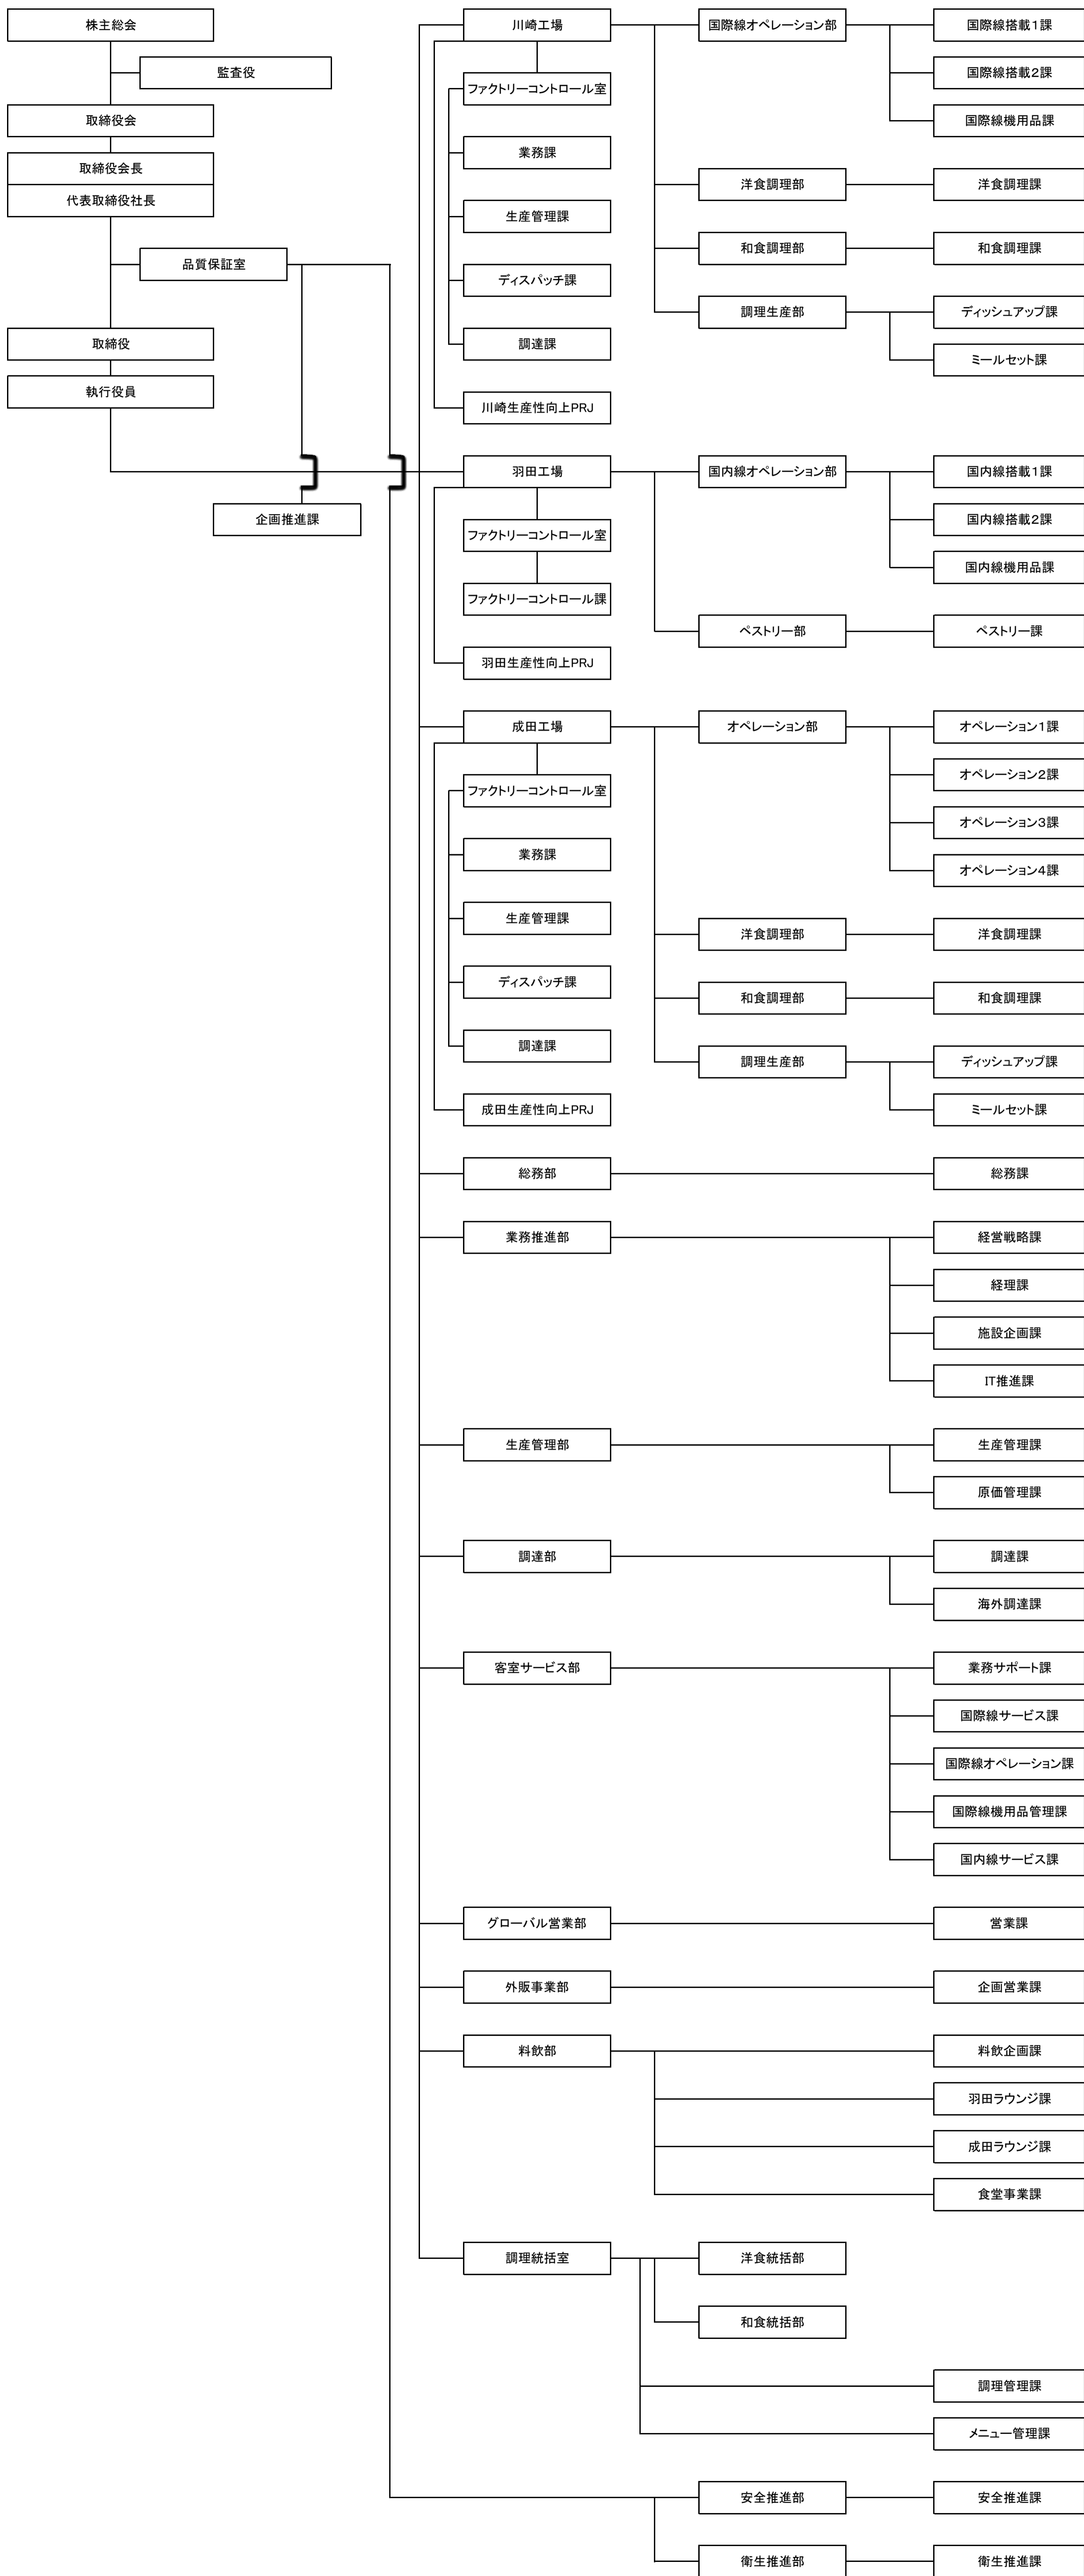 株主総会
監査役
取締役会
取締役会長
代表取締役社長
品質保証室
取締役
執行役員
企画推進課
川崎工場
国際線オペレーション部
国際線搭載1課
国際線搭載2課
国際線機用品課
ファクトリーコントロール室
業務課
生産管理課
ディスパッチ課
調達課
川崎生産性向上PRJ
洋食調理部
洋食調理課
和食調理部
和食調理課
調理生産部
ディッシュアップ課
ミールセット課
羽田工場
国内線オペレーション部
国内線搭載1課
国内線搭載2課
国内線機用品課
ファクトリーコントロール室
ファクトリーコントロール課
羽田生産性向上PRJ
ペストリー部
ペストリー課
成田工場
オペレーション部
オペレーション1課
オペレーション2課
オペレーション3課
オペレーション4課
ファクトリーコントロール室
業務課
生産管理課
ディスパッチ課
調達課
成田生産性向上PRJ
洋食調理部
洋食調理課
和食調理部
和食調理課
調理生産部
ディッシュアップ課
ミールセット課
総務部
総務課
業務推進部
経営戦略課
経理課
施設企画課
IT推進課
生産管理部
生産管理課
原価管理課
調達部
調達課
海外調達課
客室サービス部
業務サポート課
国際線サービス課
国際線オペレーション課
国際線機用品管理課
国内線サービス課
グローバル営業部
営業課
外販事業部
企画営業課
料飲部
料飲企画課
羽田ラウンジ課
成田ラウンジ課
食堂事業課
調理統括室
洋食統括部
和食統括部
調理管理課
メニュー管理課
安全推進部
安全推進課
衛生推進部
衛生推進課